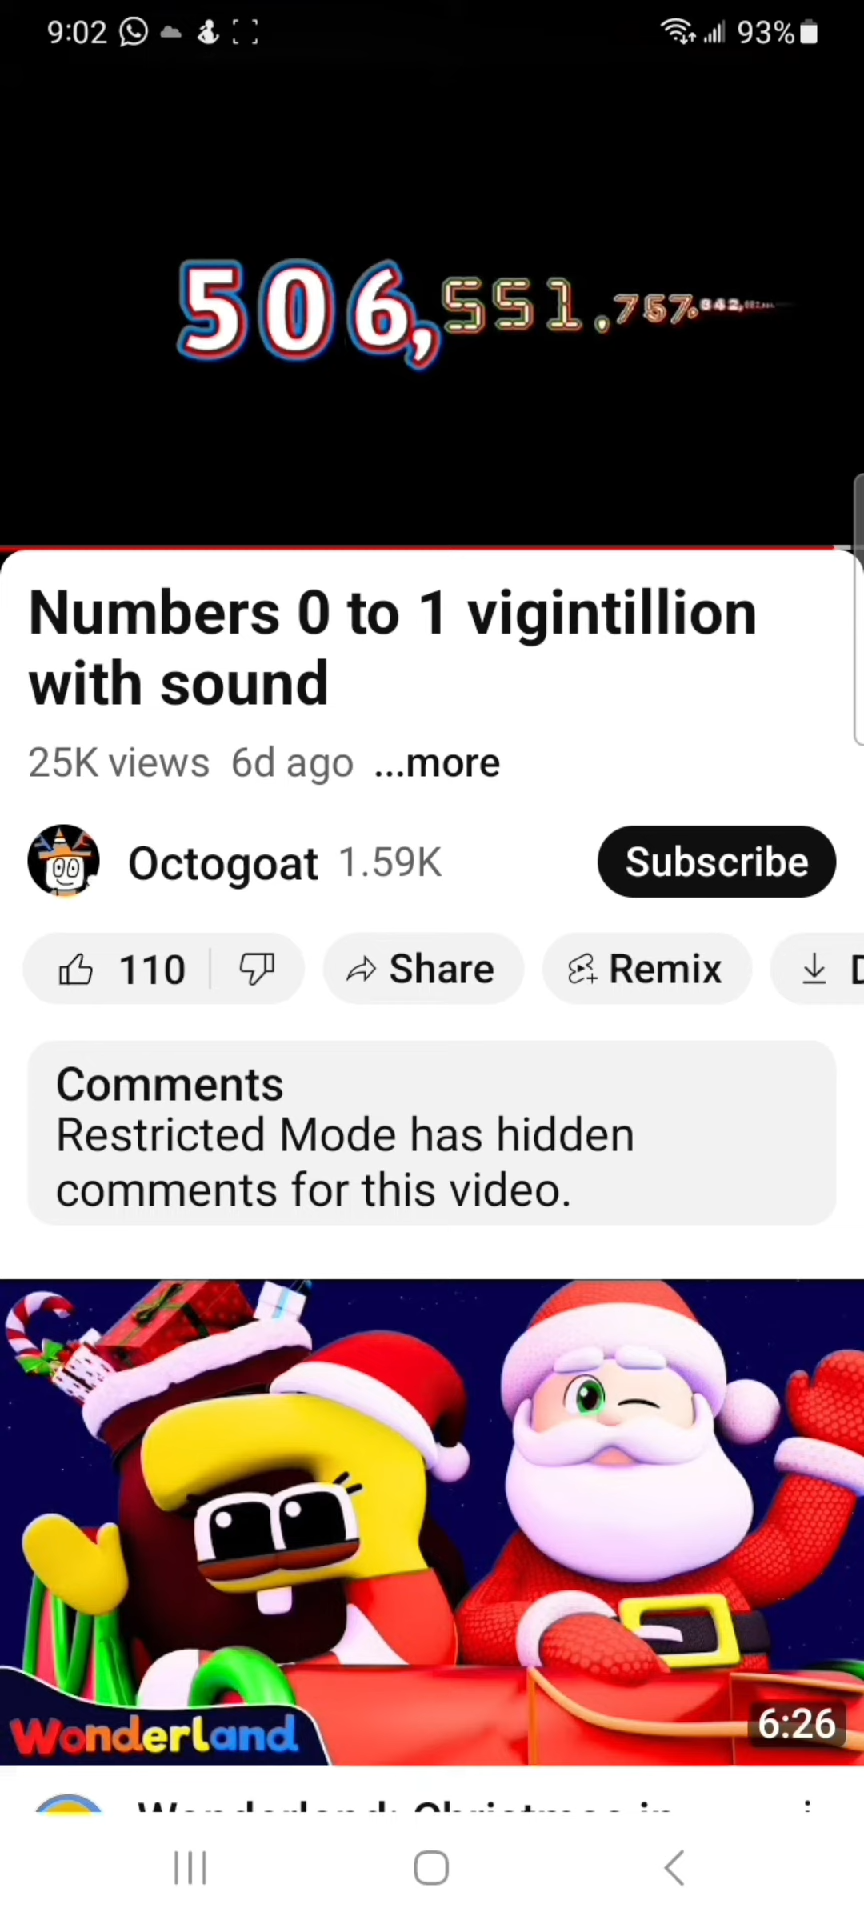 9:02
93%
506,551,757,842,
Numbers 0 to 1 vigintillion
with sound
25K views 6d ago ...more
Octogoat 1.59K
Subscribe
110 Share Remix D
Comments
Restricted Mode has hidden
comments for this video.
Wonderland
6:26